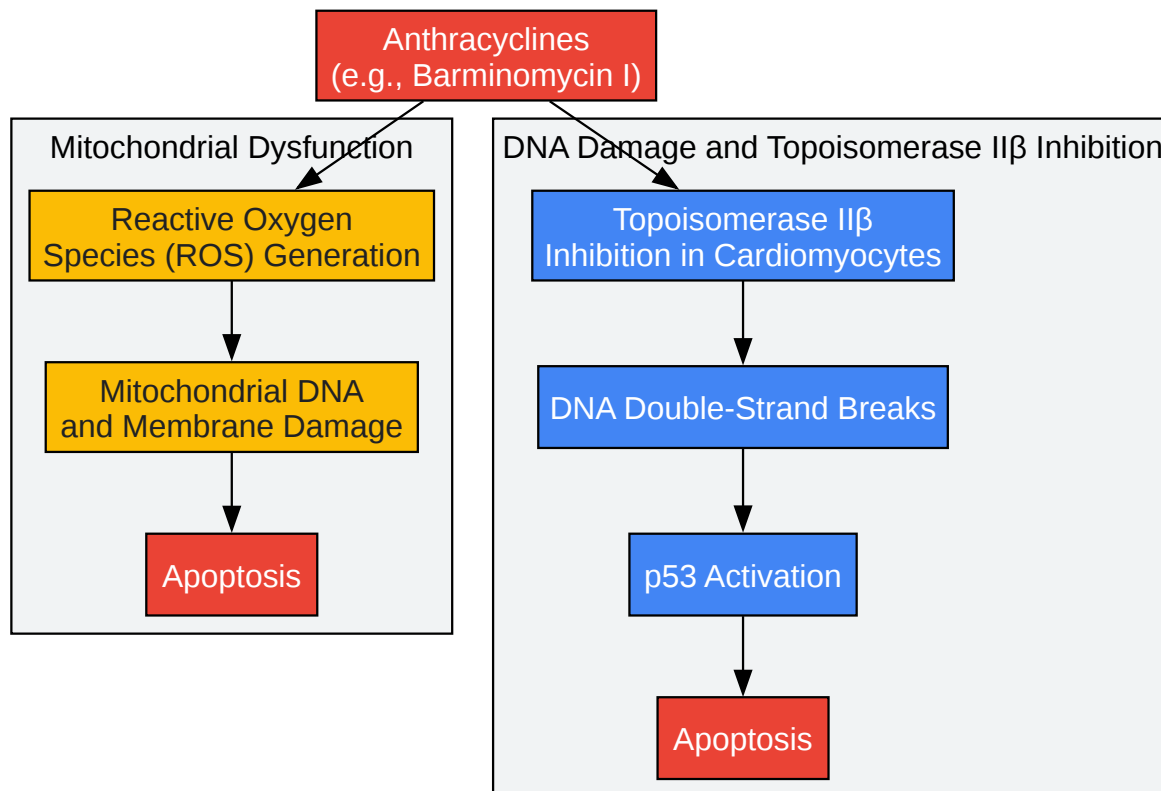 Anthracyclines
(e.g., Barminomycin I)
Mitochondrial Dysfunction
Reactive Oxygen
Species (ROS) Generation
Mitochondrial DNA
and Membrane Damage
Apoptosis
DNA Damage and Topoisomerase IIβ Inhibition
Topoisomerase IIβ
Inhibition in Cardiomyocytes
DNA Double-Strand Breaks
p53 Activation
Apoptosis